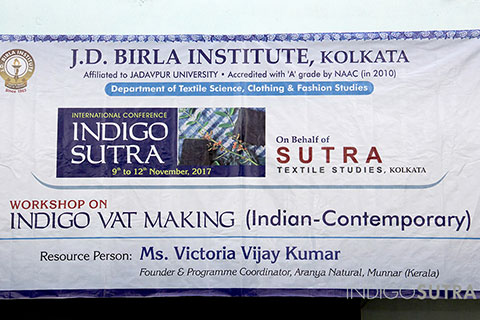 J.D. BIRLA INSTITUTE, KOLKATA
Affiliated to JADAVPUR UNIVERSITY • Accredited with 'A' grade by NAAC (in 2010)
Department of Textile Science, Clothing & Fashion Studies
INTERNATIONAL CONFERENCE
INDIGO
SUTRA
9th to 12th November, 2017
On Behalf of
SUTRA
TEXTILE STUDIES, KOLKATA
WORKSHOP ON
INDIGO VAT MAKING (Indian-Contemporary)
Resource Person: Ms. Victoria Vijay Kumar
Founder & Programme Coordinator, Aranya Natural, Munnar (Kerala)
INDIGOSUTRA